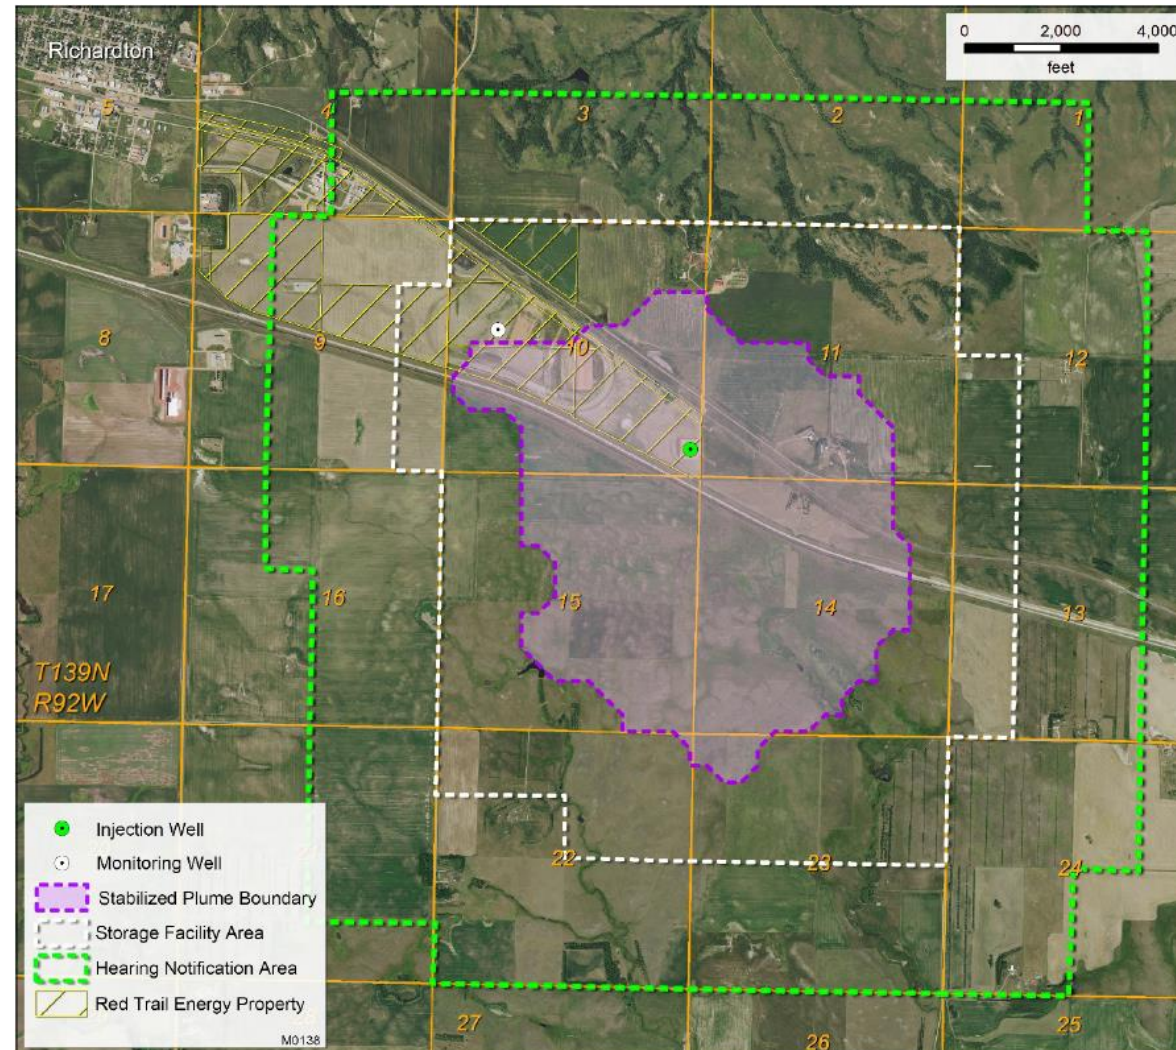 Richardton
0 2,000 4,000
feet
5 4 3 2 1
8 9 10 11 12
17 16 15 14 13
T139N
R92W
22 23 24
27 26 25
Injection Well
Monitoring Well
Stabilized Plume Boundary
Storage Facility Area
Hearing Notification Area
Red Trail Energy Property
M0138